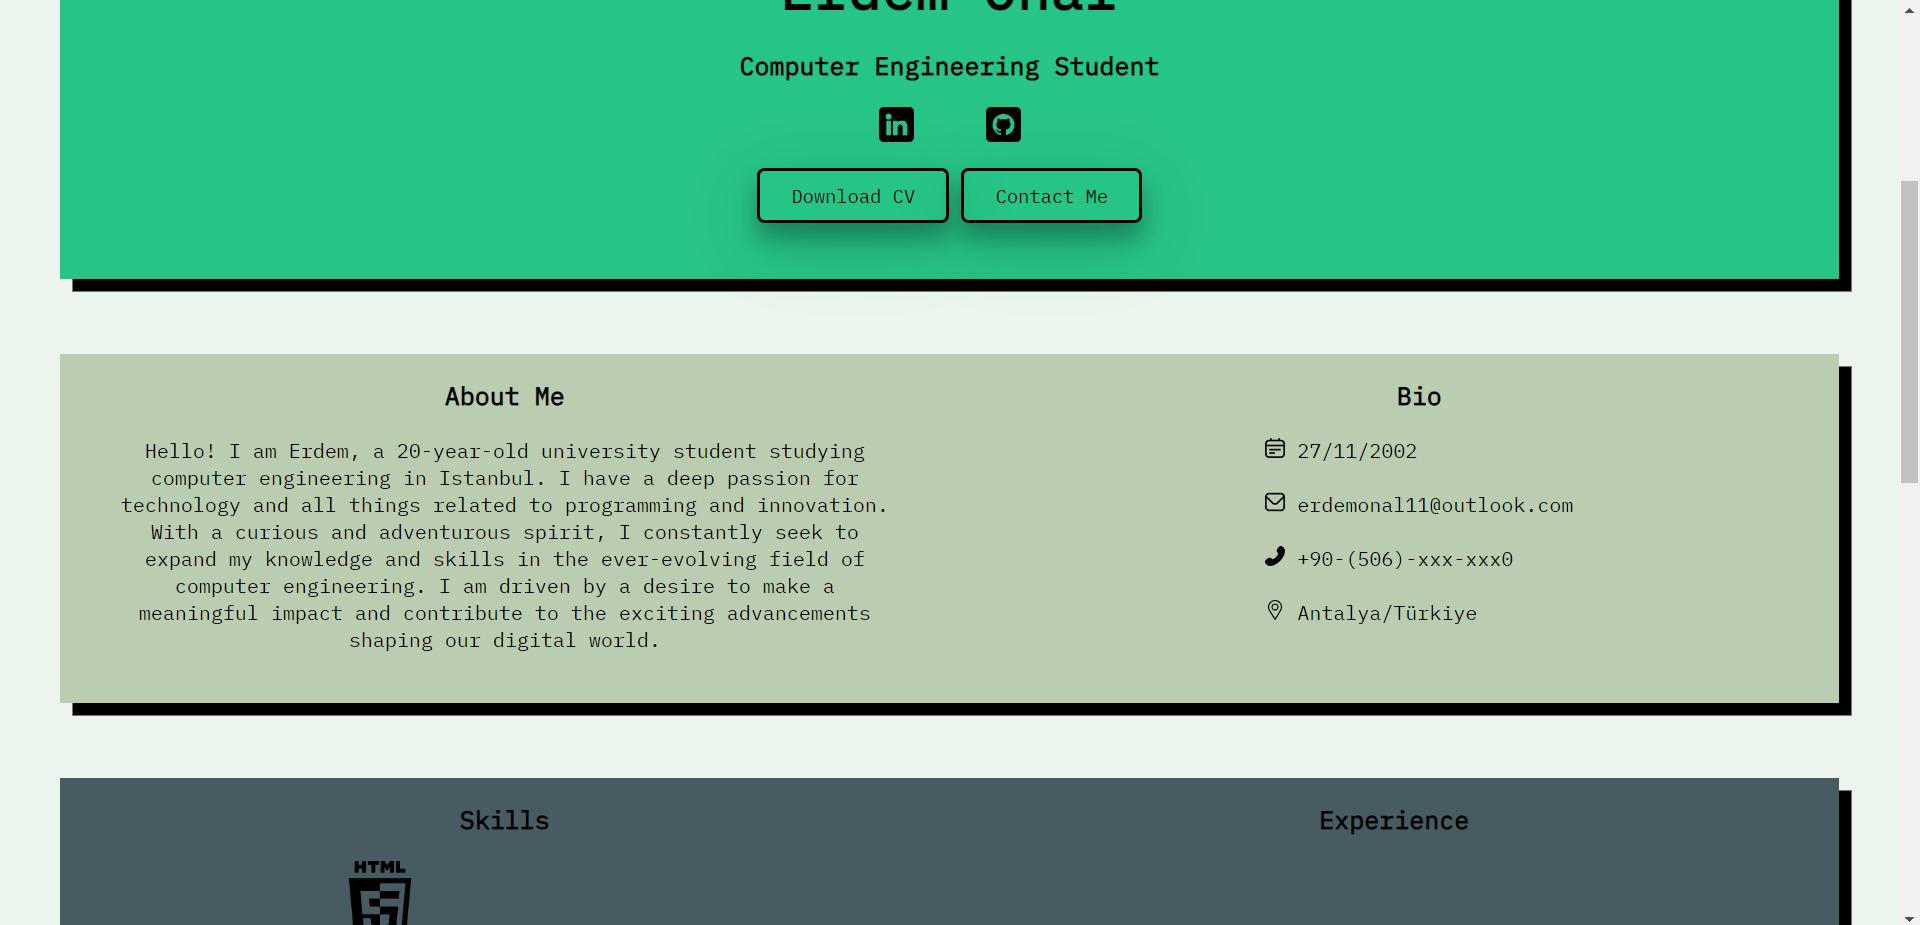 Erdem Onal
Computer Engineering Student
in
Download CV
Contact Me
About Me
Hello! I am Erdem, a 20-year-old university student studying
computer engineering in Istanbul. I have a deep passion for
technology and all things related to programming and innovation.
With a curious and adventurous spirit, I constantly seek to
expand my knowledge and skills in the ever-evolving field of
computer engineering. I am driven by a desire to make a
meaningful impact and contribute to the exciting advancements
shaping our digital world.
Bio
27/11/2002
erdemonal11@outlook.com
+90-(506)-xxx-xxx0
Antalya/Türkiye
Skills
HTML
Experience